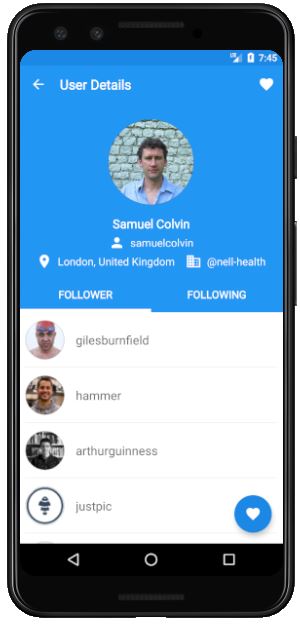 7:45
User Details
Samuel Colvin
samuelcolvin
London, United Kingdom @nell-health
FOLLOWER FOLLOWING
gilesburnfield
hammer
arthurguinness
justpic